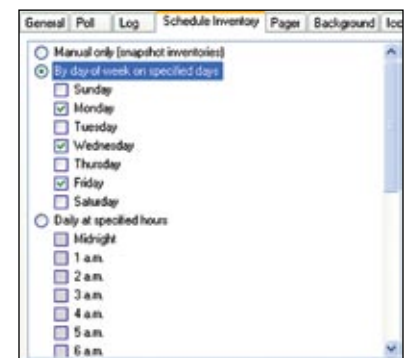 General Poll Log Schedule Inventory Pager Background
Manual only (snapshot inventories)
By day of week on specified days
Sunday
Monday
Tuesday
Wednesday
Thursday
Friday
Saturday
Daily at specified hours
Midnight
1 a.m.
2 a.m.
3 a.m.
4 a.m.
5 a.m.
6 a.m.